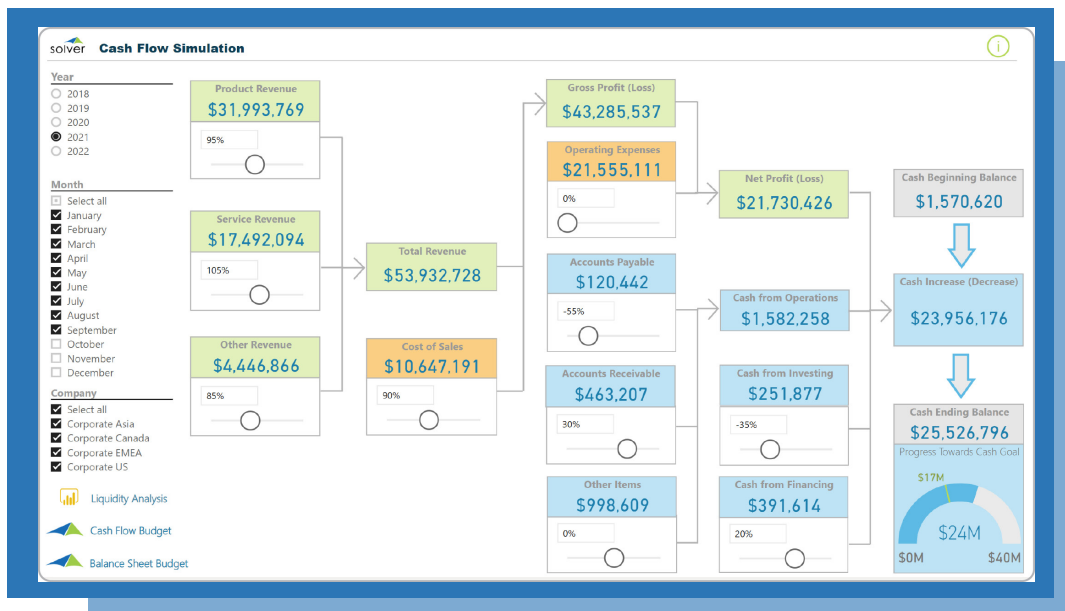 solver Cash Flow Simulation
i
Year
2018
2019
2020
2021
2022
Month
Select all
January
February
March
April
May
June
July
August
September
October
November
December
Company
Select all
Corporate Asia
Corporate Canada
Corporate EMEA
Corporate US
Liquidity Analysis
Cash Flow Budget
Balance Sheet Budget
Product Revenue
$31,993,769
95%
Service Revenue
$17,492,094
105%
Other Revenue
$4,446,866
85%
Total Revenue
$53,932,728
Cost of Sales
$10,647,191
90%
Gross Profit (Loss)
$43,285,537
Operating Expenses
$21,555,111
0%
Accounts Payable
$120,442
-55%
Accounts Receivable
$463,207
30%
Other Items
$998,609
0%
Net Profit (Loss)
$21,730,426
Cash from Operations
$1,582,258
Cash from Investing
$251,877
-35%
Cash from Financing
$391,614
20%
Cash Beginning Balance
$1,570,620
Cash Increase (Decrease)
$23,956,176
Cash Ending Balance
$25,526,796
Progress Towards Cash Goal
$17M
$24M
$0M
$40M